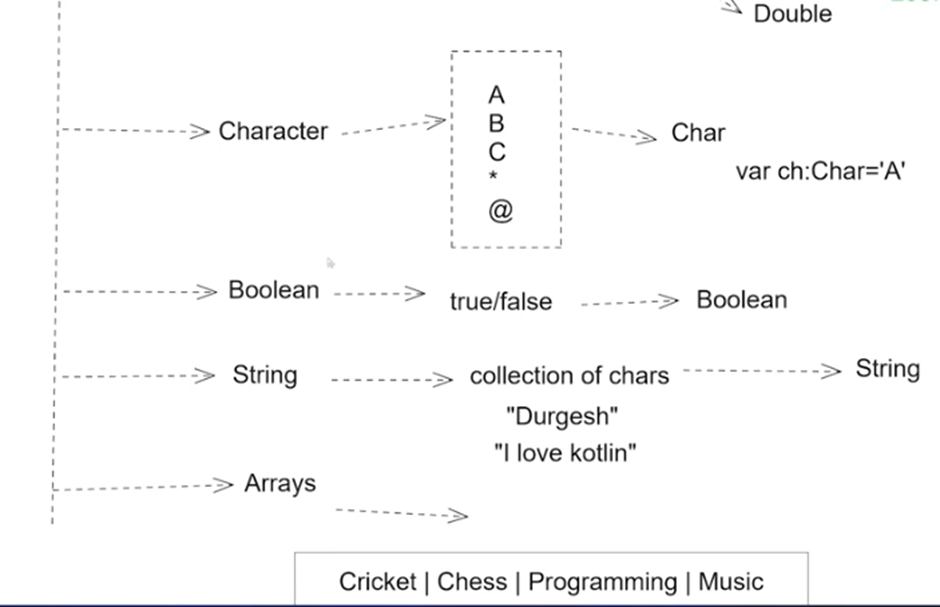 Double
Character
A
B
C
*
@
Char
var ch:Char='A'
Boolean
true/false
Boolean
String
collection of chars
String
"Durgesh"
"I love kotlin"
Arrays
Cricket | Chess | Programming | Music